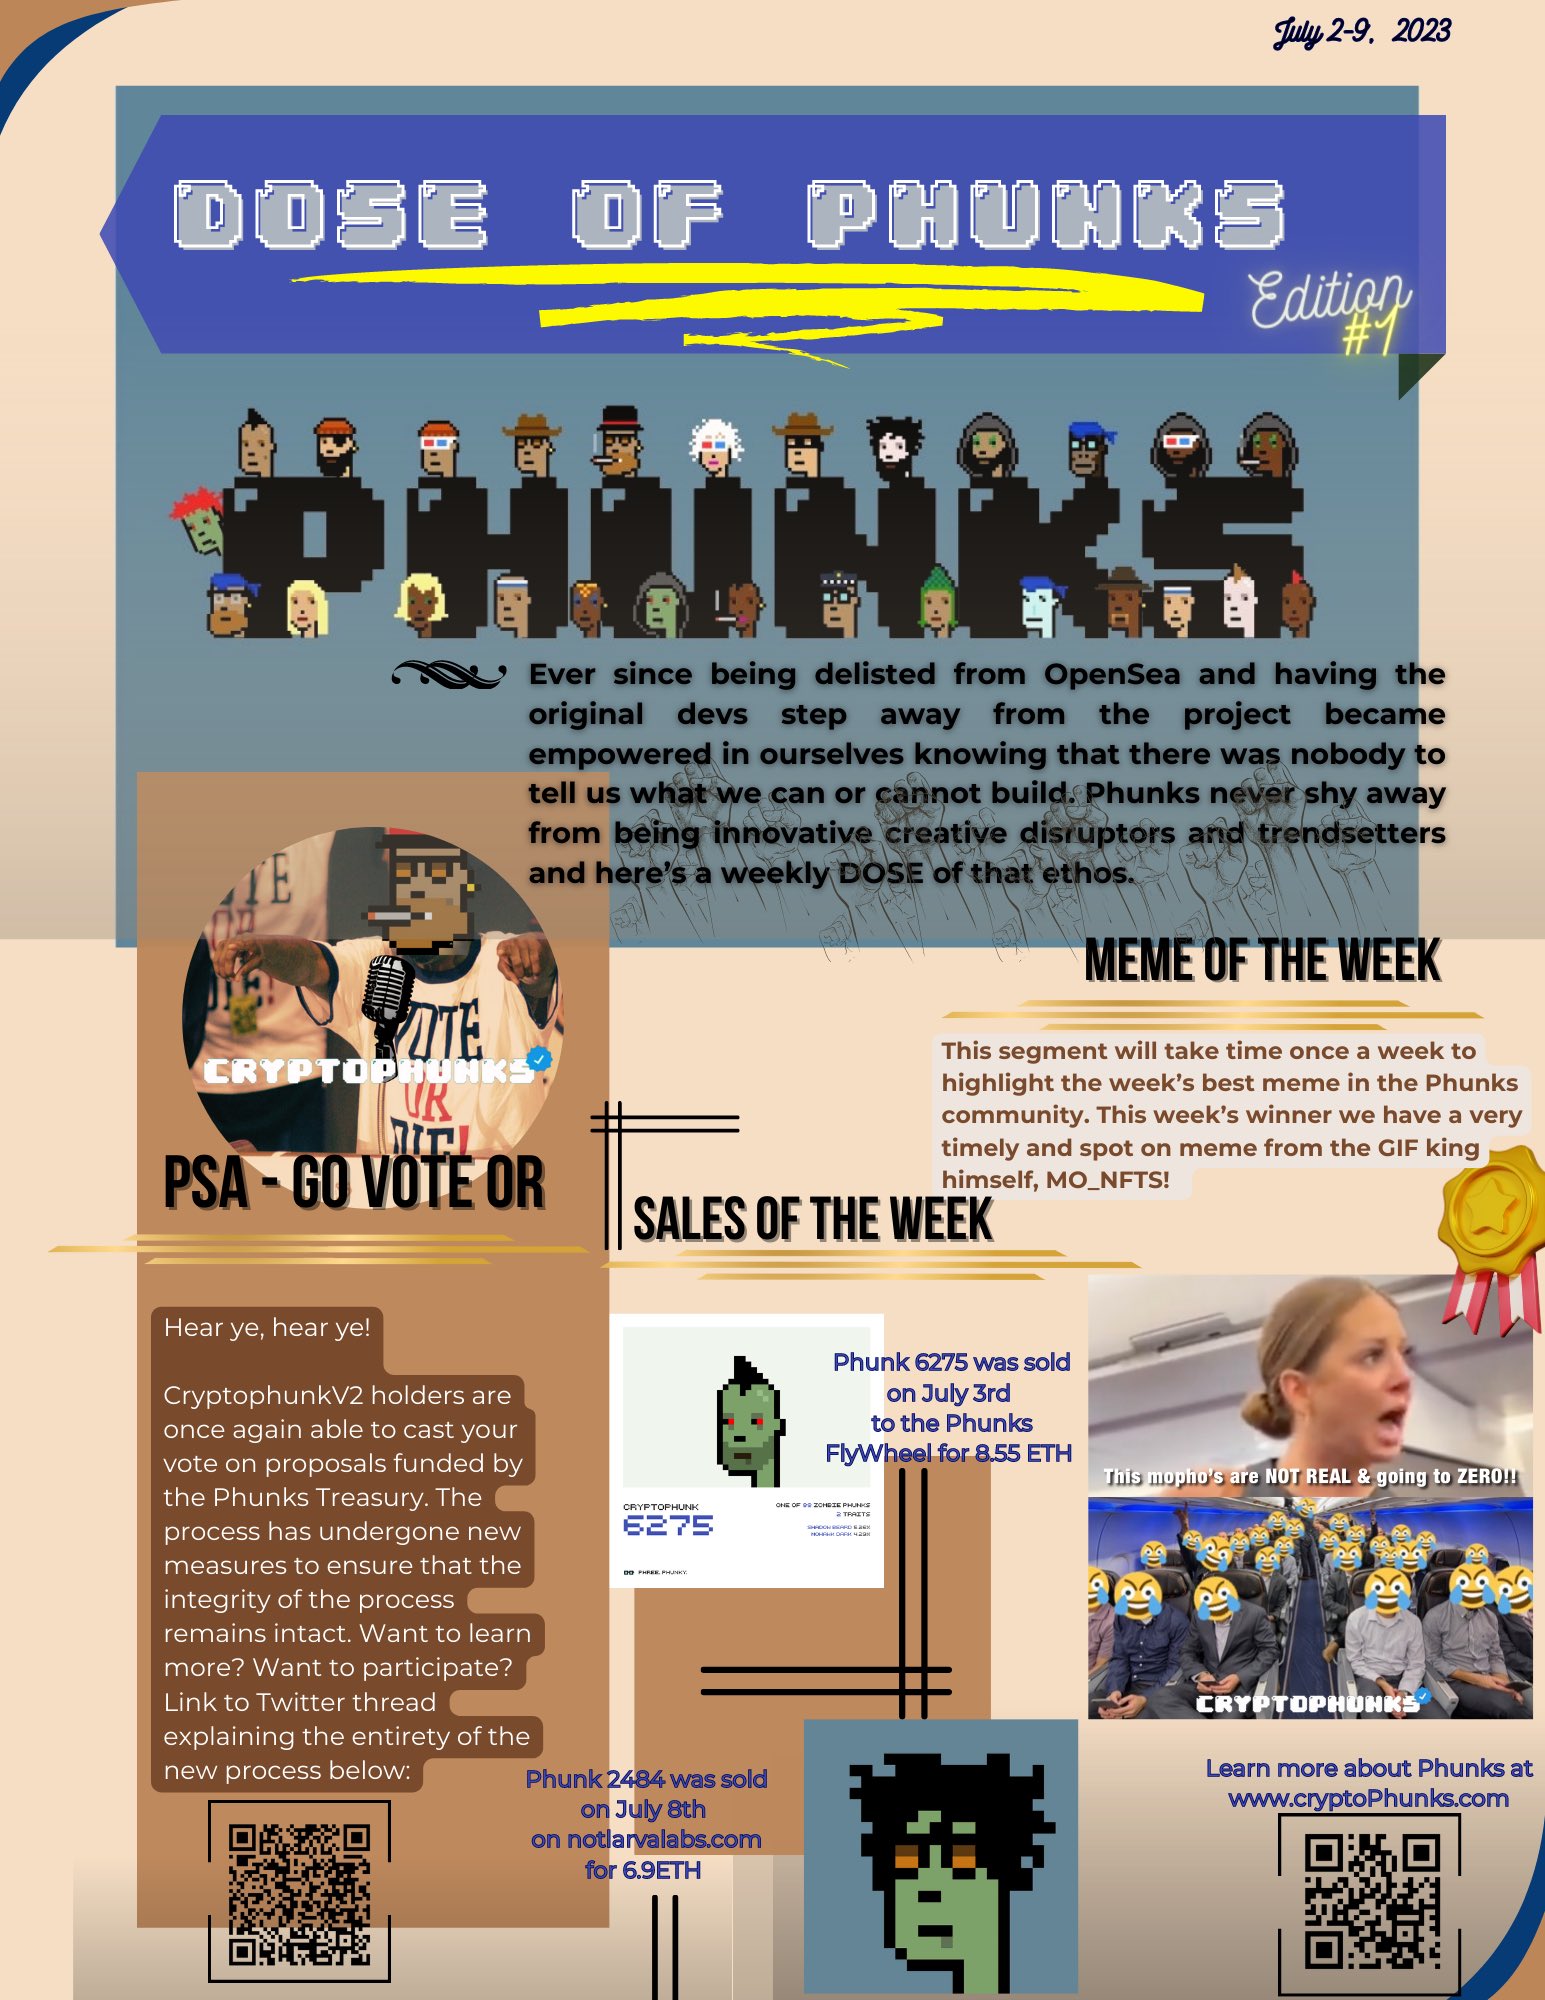 July 2-9, 2023
DOSE OF PHUNKS
Edition
#1
PHUNKS
Ever since being delisted from OpenSea and having the
original devs step away from the project became
empowered in ourselves knowing that there was nobody to
tell us what we can or cannot build. Phunks never shy away
from being innovative creative disruptors and trendsetters
and here's a weekly DOSE of that ethos.
VOTE
OR
DIE!
CRYPTOPHUNKS
PSA - GO VOTE OR
Hear ye, hear ye!
CryptophunkV2 holders are
once again able to cast your
vote on proposals funded by
the Phunks Treasury. The
process has undergone new
measures to ensure that the
integrity of the process
remains intact. Want to learn
more? Want to participate?
Link to Twitter thread
explaining the entirety of the
new process below:
SALES OF THE WEEK
Phunk 6275 was sold
on July 3rd
to the Phunks
FlyWheel for 8.55 ETH
CRYPTOPHUNK
6275
ONE OF 88 ZOMBIE PHUNKS
2 TRAITS
PHREE. PHUNKY.
Phunk 2484 was sold
on July 8th
on notlarvalabs.com
for 6.9ETH
MEME OF THE WEEK
This segment will take time once a week to
highlight the week's best meme in the Phunks
community. This week's winner we have a very
timely and spot on meme from the GIF king
himself, MO_NFTS!
This mopho's are NOT REAL & going to ZERO!!
CRYPTOPHUNKS
Learn more about Phunks at
www.cryptoPhunks.com